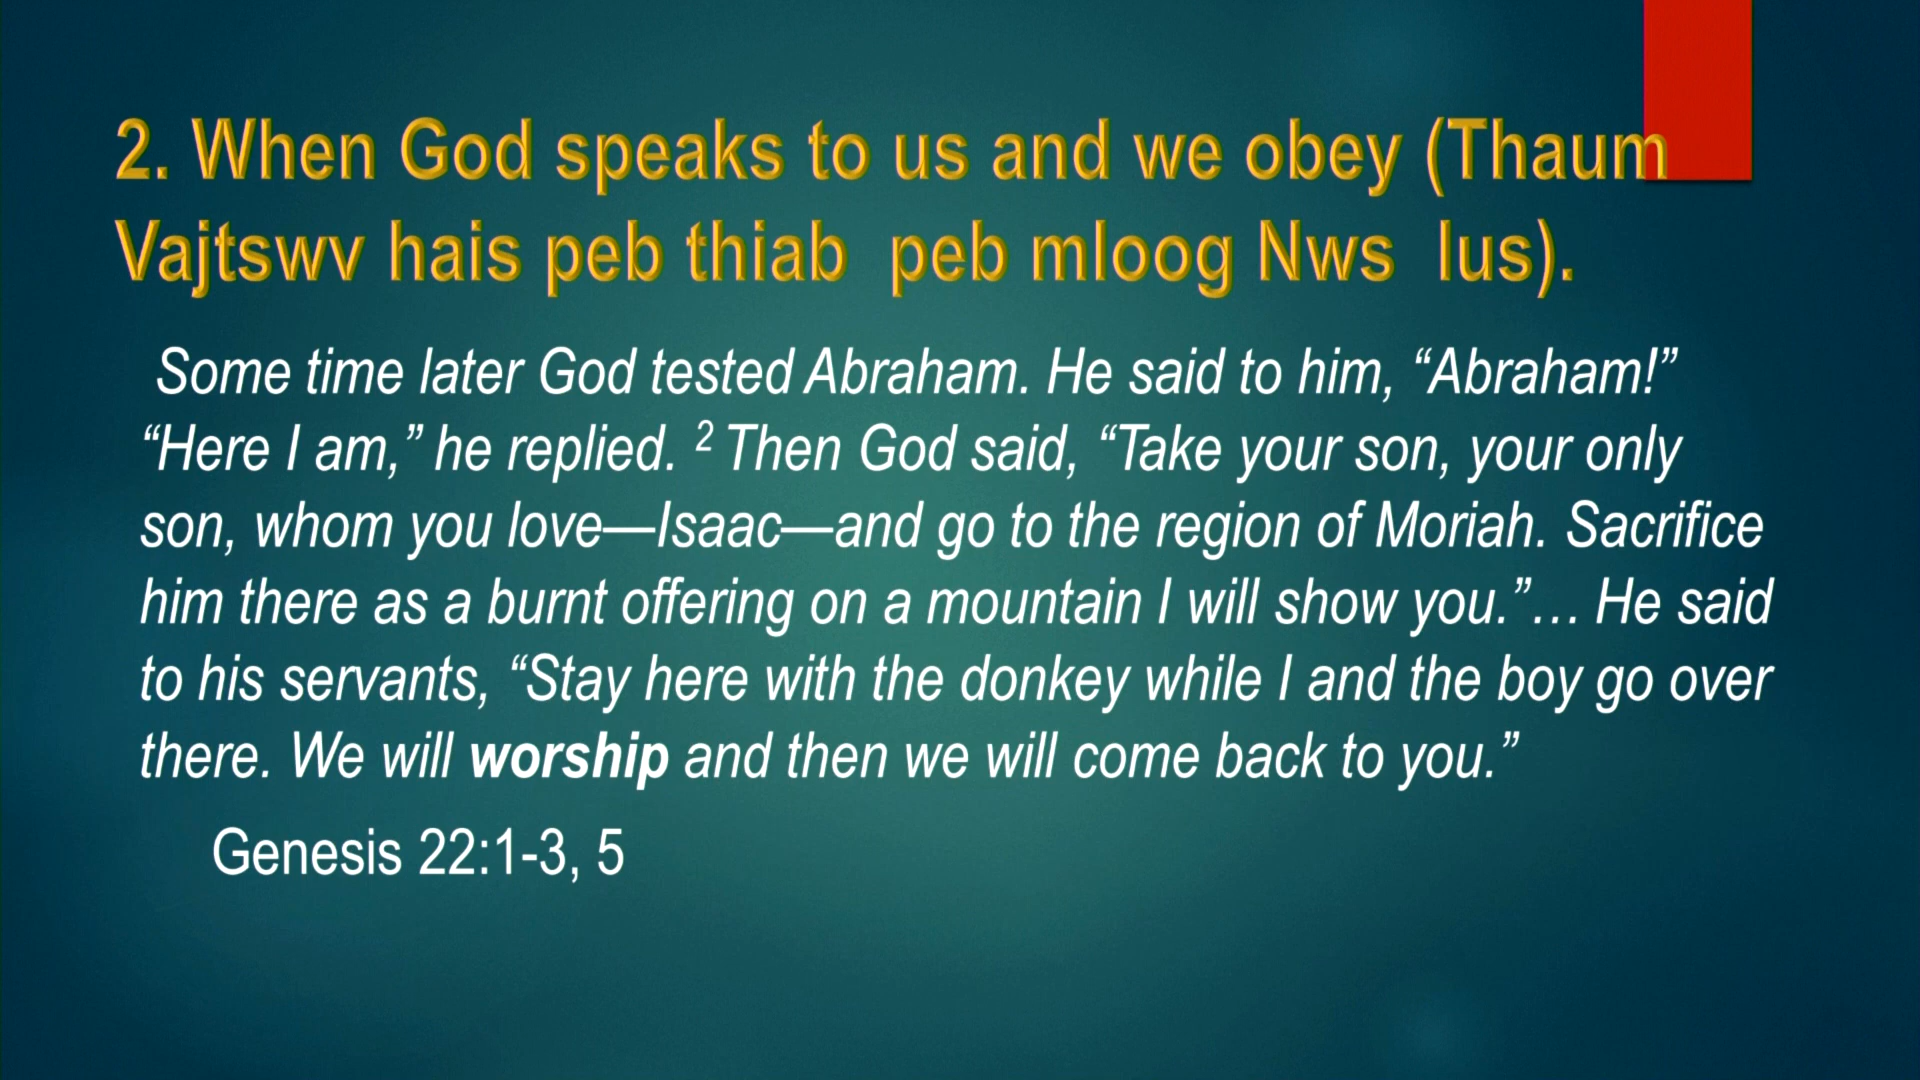 2. When God speaks to us and we obey (Thaum
Vajtswv hais peb thiab peb mloog Nws lus).
Some time later God tested Abraham. He said to him, “Abraham!”
“Here I am,” he replied. ² Then God said, “Take your son, your only
son, whom you love—Isaac—and go to the region of Moriah. Sacrifice
him there as a burnt offering on a mountain I will show you.”… He said
to his servants, “Stay here with the donkey while I and the boy go over
there. We will worship and then we will come back to you.”
Genesis 22:1-3, 5